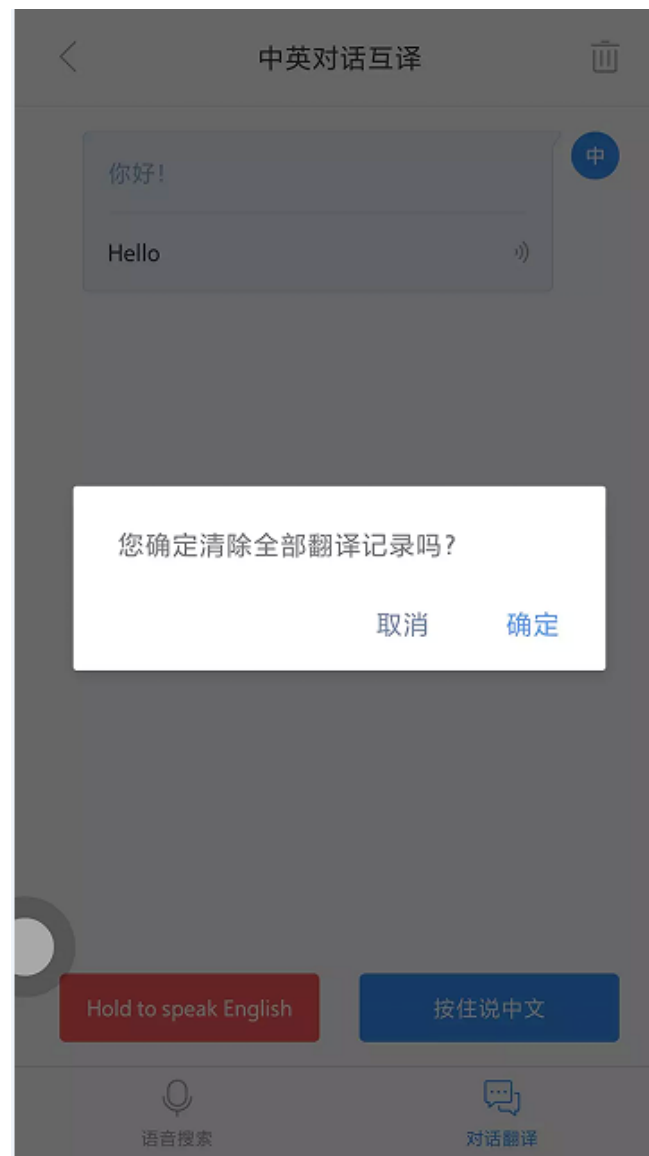 中英对话互译
你好!
中
Hello
您确定清除全部翻译记录吗?
取消 确定
Hold to speak English 按住说中文
语音搜索 对话翻译